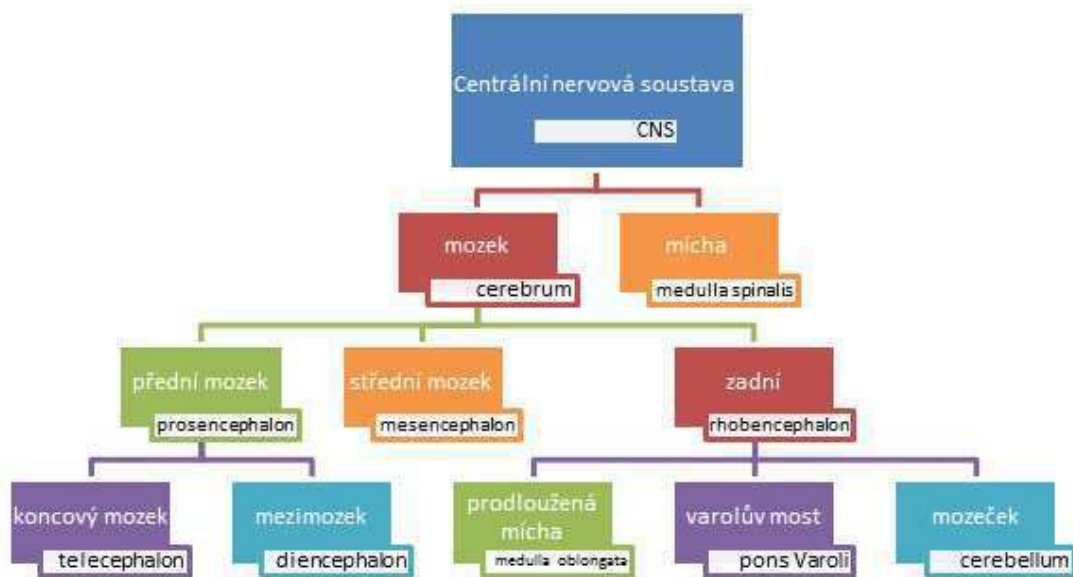 Centrální nervová soustava
CNS
mozek
cerebrum
mícha
medulla spinalis
přední mozek
prosencephalon
střední mozek
mesencephalon
zadní
rhobencephalon
koncový mozek
telecephalon
mezimozek
diencephalon
prodloužená
mícha
medulla oblongata
varolův most
pons Varoli
mozeček
cerebellum